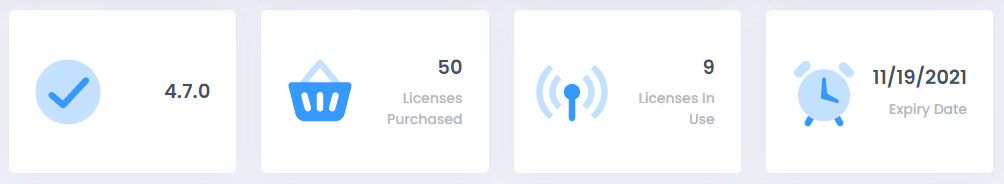 4.7.0
50
Licenses
Purchased
9
Licenses In
Use
11/19/2021
Expiry Date